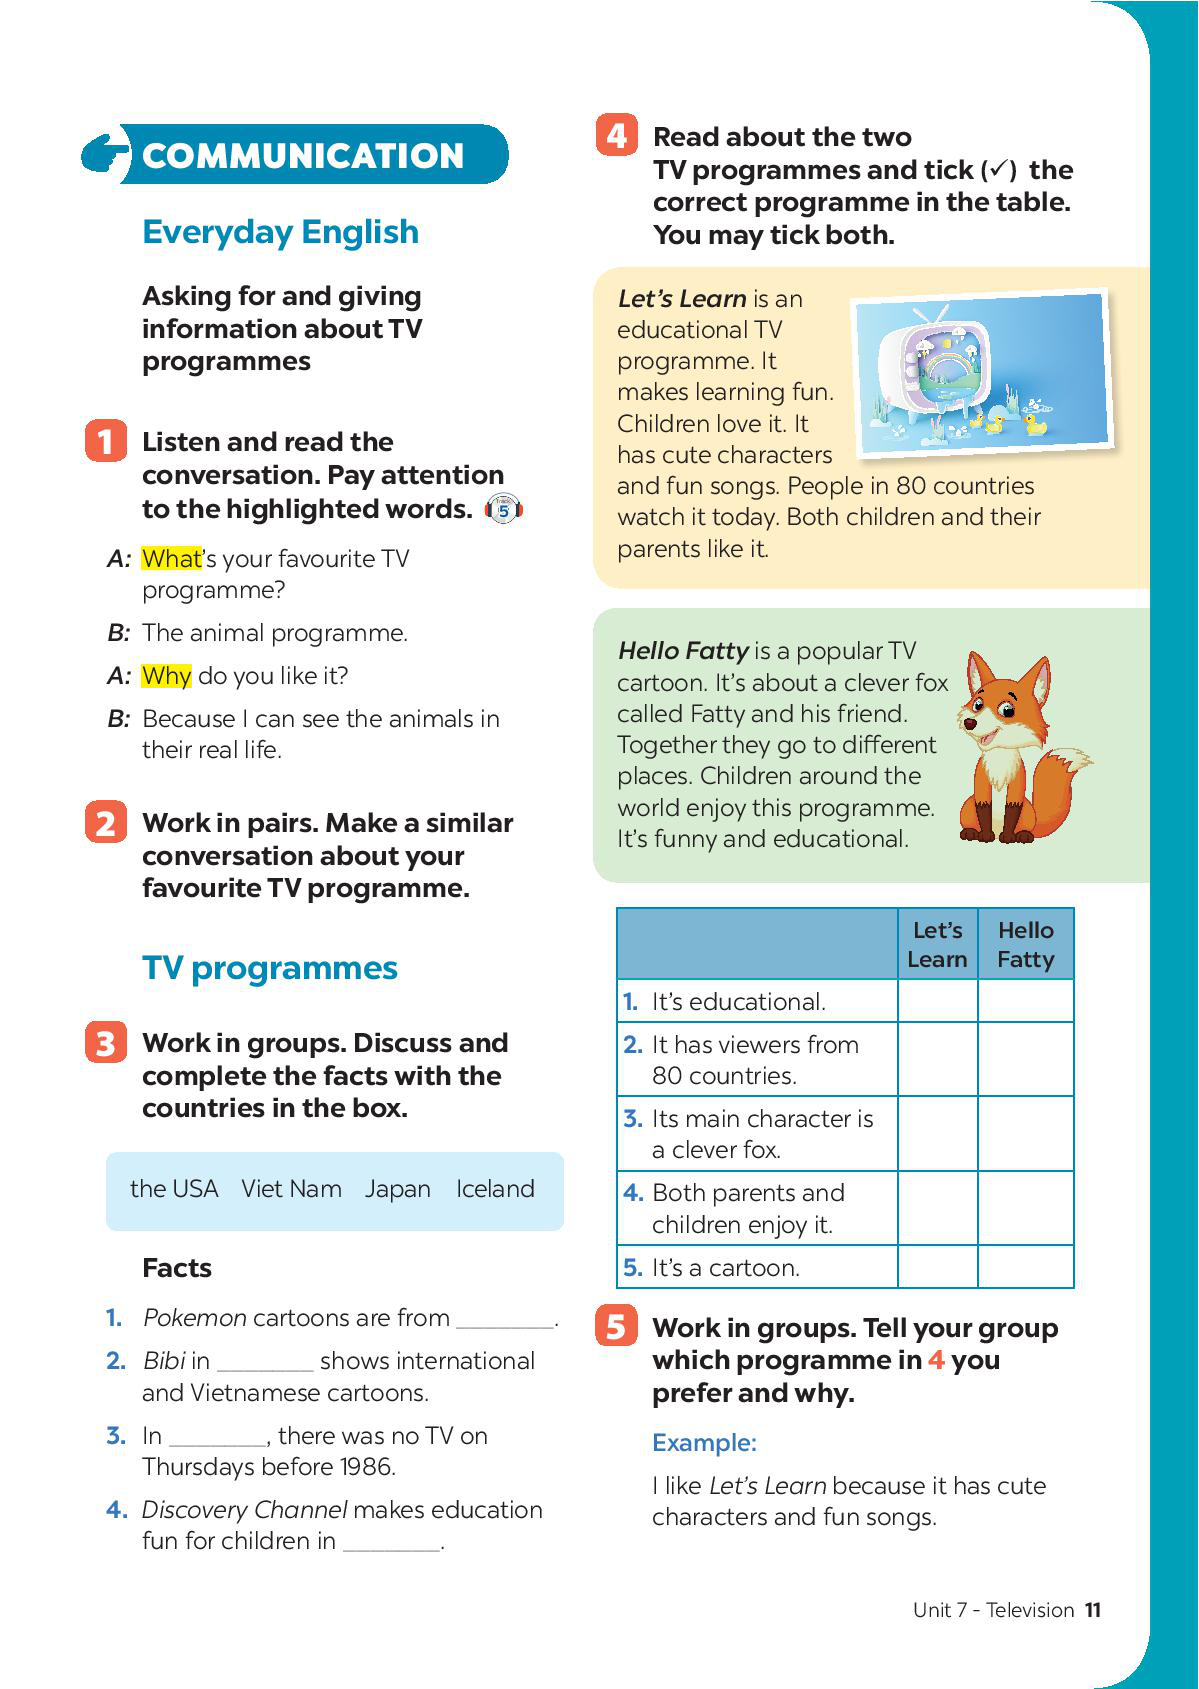 COMMUNICATION
Everyday English
Asking for and giving
information about TV
programmes
1 Listen and read the
conversation. Pay attention
to the highlighted words.
5
A: What's your favourite TV
programme?
B: The animal programme.
A: Why do you like it?
B: Because I can see the animals in
their real life.
2 Work in pairs. Make a similar
conversation about your
favourite TV programme.
TV programmes
3 Work in groups. Discuss and
complete the facts with the
countries in the box.
the USA Viet Nam Japan Iceland
Facts
1. Pokemon cartoons are from ________.
2. Bibi in ________ shows international
and Vietnamese cartoons.
3. In ________, there was no TV on
Thursdays before 1986.
4. Discovery Channel makes education
fun for children in ________.
4 Read about the two
TV programmes and tick (✓) the
correct programme in the table.
You may tick both.
Let's Learn is an
educational TV
programme. It
makes learning fun.
Children love it. It
has cute characters
and fun songs. People in 80 countries
watch it today. Both children and their
parents like it.
Hello Fatty is a popular TV
cartoon. It's about a clever fox
called Fatty and his friend.
Together they go to different
places. Children around the
world enjoy this programme.
It's funny and educational.
Let's Hello
Learn Fatty
1. It's educational.
2. It has viewers from
80 countries.
3. Its main character is
a clever fox.
4. Both parents and
children enjoy it.
5. It's a cartoon.
5 Work in groups. Tell your group
which programme in 4 you
prefer and why.
Example:
I like Let's Learn because it has cute
characters and fun songs.
Unit 7 - Television 11